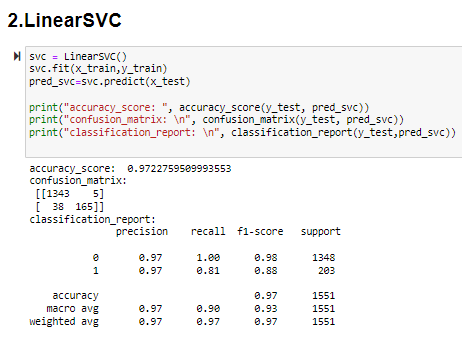 2.LinearSVC
svc = LinearSVC()
svc.fit(x_train,y_train)
pred_svc=svc.predict(x_test)
print("accuracy_score: ", accuracy_score(y_test, pred_svc))
print("confusion_matrix: \n", confusion_matrix(y_test, pred_svc))
print("classification_report: \n", classification_report(y_test,pred_svc))
accuracy_score:  0.9722759509993553
confusion_matrix:
[[1343    5]
[  38  165]]
classification_report:
precision    recall  f1-score   support
0       0.97      1.00      0.98      1348
1       0.97      0.81      0.88       203
accuracy                           0.97      1551
macro avg       0.97      0.90      0.93      1551
weighted avg       0.97      0.97      0.97      1551